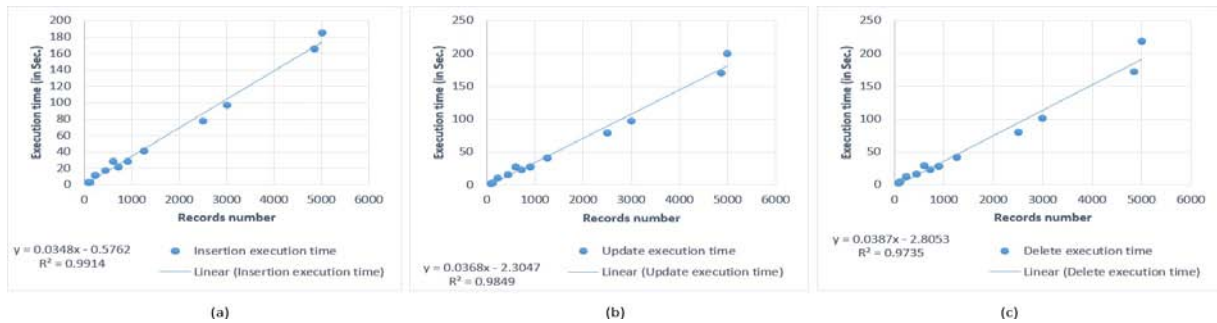 Execution time (in Sec.)
200
180
160
140
120
100
80
60
40
20
0
0 1000 2000 3000 4000 5000 6000
Records number
y = 0.0348x - 0.5762
R² = 0.9914
Insertion execution time
Linear (Insertion execution time)
(a)
Execution time (in Sec.)
250
200
150
100
50
0
0 1000 2000 3000 4000 5000 6000
Records number
y = 0.0368x - 2.3047
R² = 0.9849
Update execution time
Linear (Update execution time)
(b)
Execution time (in Sec.)
250
200
150
100
50
0
0 1000 2000 3000 4000 5000 6000
Records number
y = 0.0387x - 2.8053
R² = 0.9735
Delete execution time
Linear (Delete execution time)
(c)